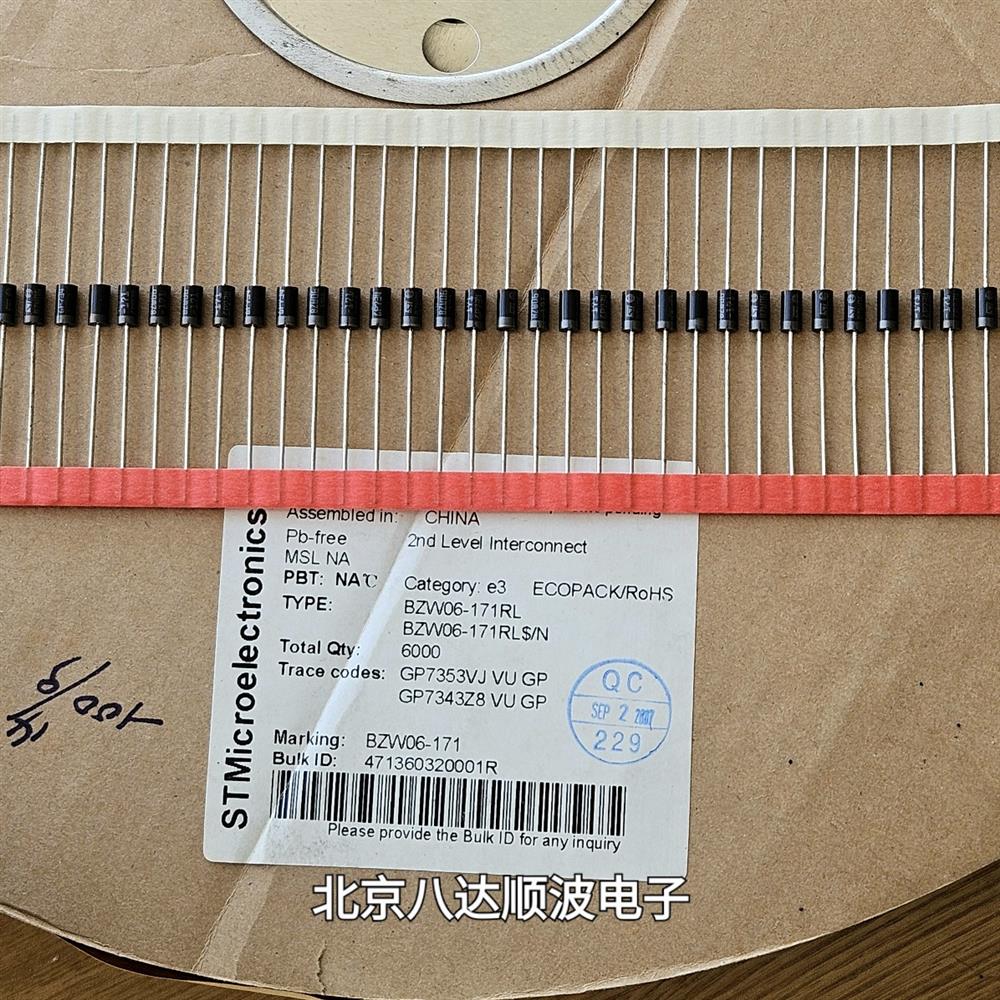 Assembled in: CHINA
Pb-free 2nd Level Interconnect
MSL NA
PBT: NA℃ Category: e3 ECOPACK/RoHS
TYPE: BZW06-171RL
BZW06-171RL$/N
Total Qty: 6000
Trace codes: GP7353VJ VU GP
GP7343Z8 VU GP
Marking: BZW06-171
Bulk ID: 471360320001R
Please provide the Bulk ID for any inquiry
STMicroelectronics
QC
SEP 2 2007
229
北京八达顺波电子